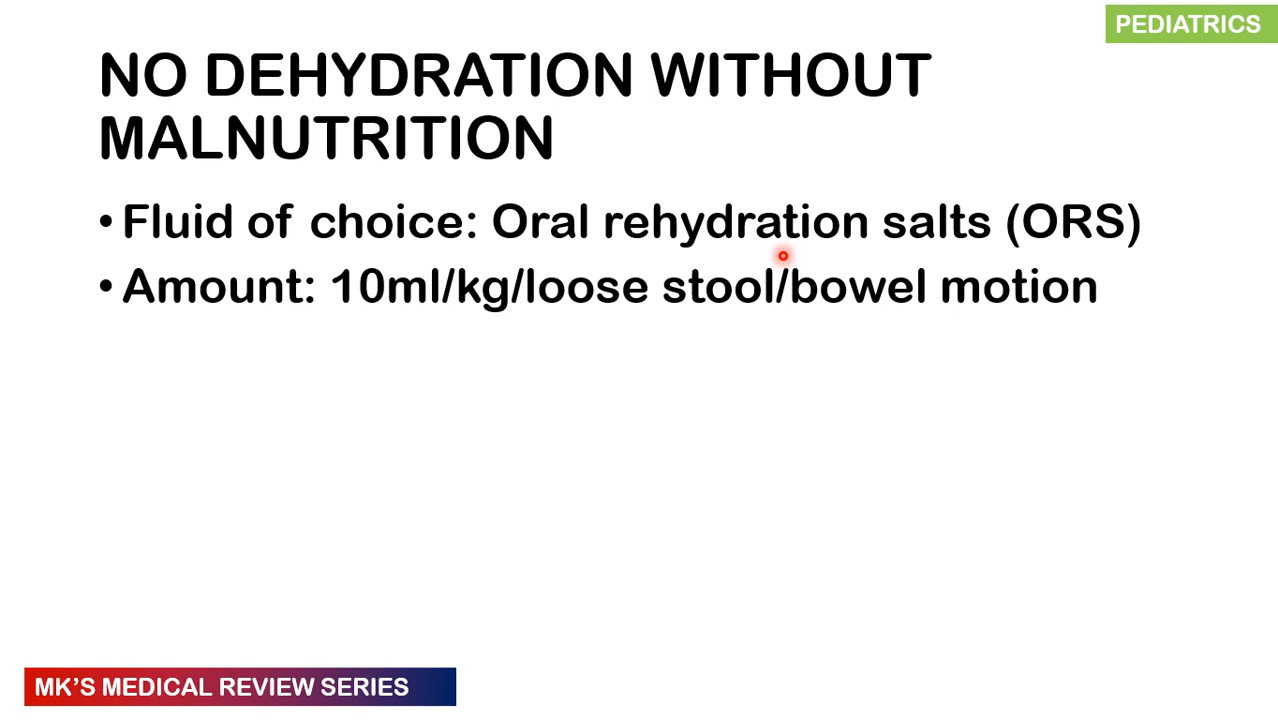 PEDIATRICS
NO DEHYDRATION WITHOUT
MALNUTRITION
• Fluid of choice: Oral rehydration salts (ORS)
• Amount: 10ml/kg/loose stool/bowel motion
MK’S MEDICAL REVIEW SERIES